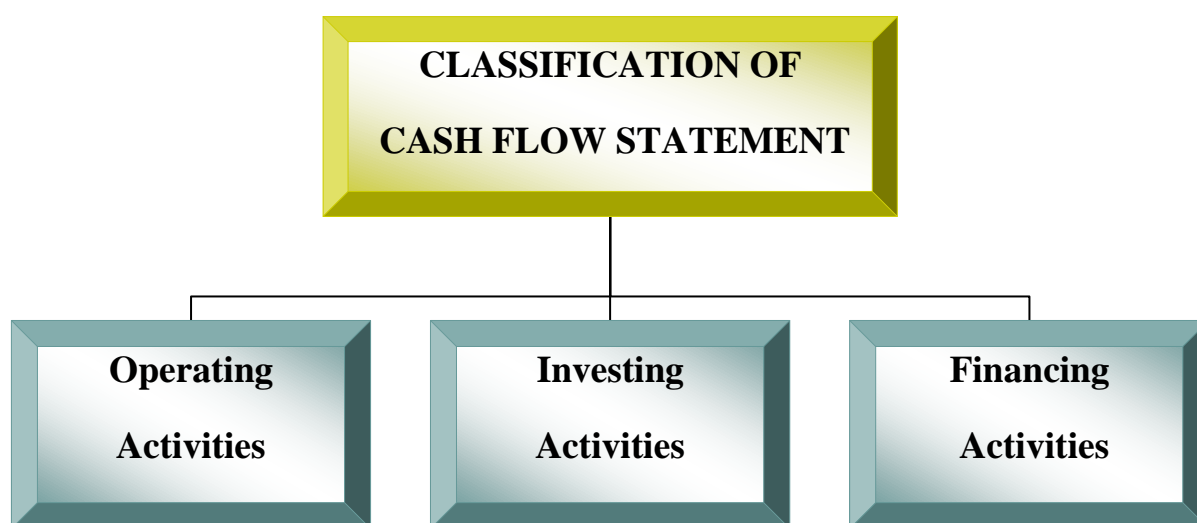 CLASSIFICATION OF
CASH FLOW STATEMENT
Operating
Activities
Investing
Activities
Financing
Activities